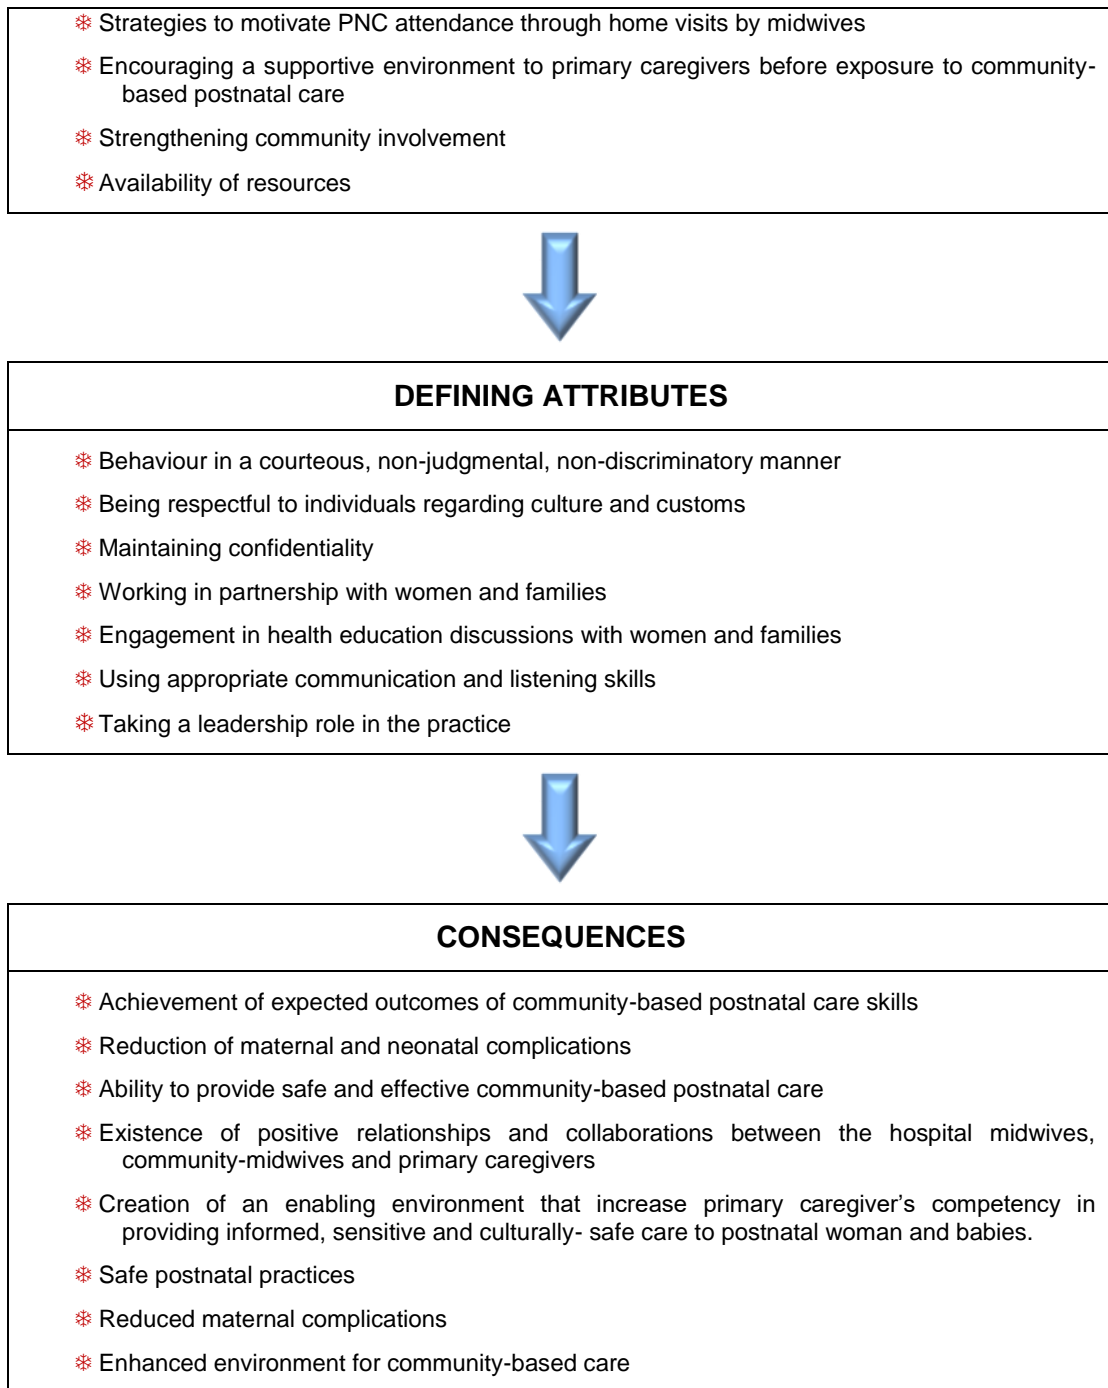 ❉ Strategies to motivate PNC attendance through home visits by midwives
❉ Encouraging a supportive environment to primary caregivers before exposure to community-
based postnatal care
❉ Strengthening community involvement
❉ Availability of resources
DEFINING ATTRIBUTES
❉ Behaviour in a courteous, non-judgmental, non-discriminatory manner
❉ Being respectful to individuals regarding culture and customs
❉ Maintaining confidentiality
❉ Working in partnership with women and families
❉ Engagement in health education discussions with women and families
❉ Using appropriate communication and listening skills
❉ Taking a leadership role in the practice
CONSEQUENCES
❉ Achievement of expected outcomes of community-based postnatal care skills
❉ Reduction of maternal and neonatal complications
❉ Ability to provide safe and effective community-based postnatal care
❉ Existence of positive relationships and collaborations between the hospital midwives,
community-midwives and primary caregivers
❉ Creation of an enabling environment that increase primary caregiver’s competency in
providing informed, sensitive and culturally- safe care to postnatal woman and babies.
❉ Safe postnatal practices
❉ Reduced maternal complications
❉ Enhanced environment for community-based care